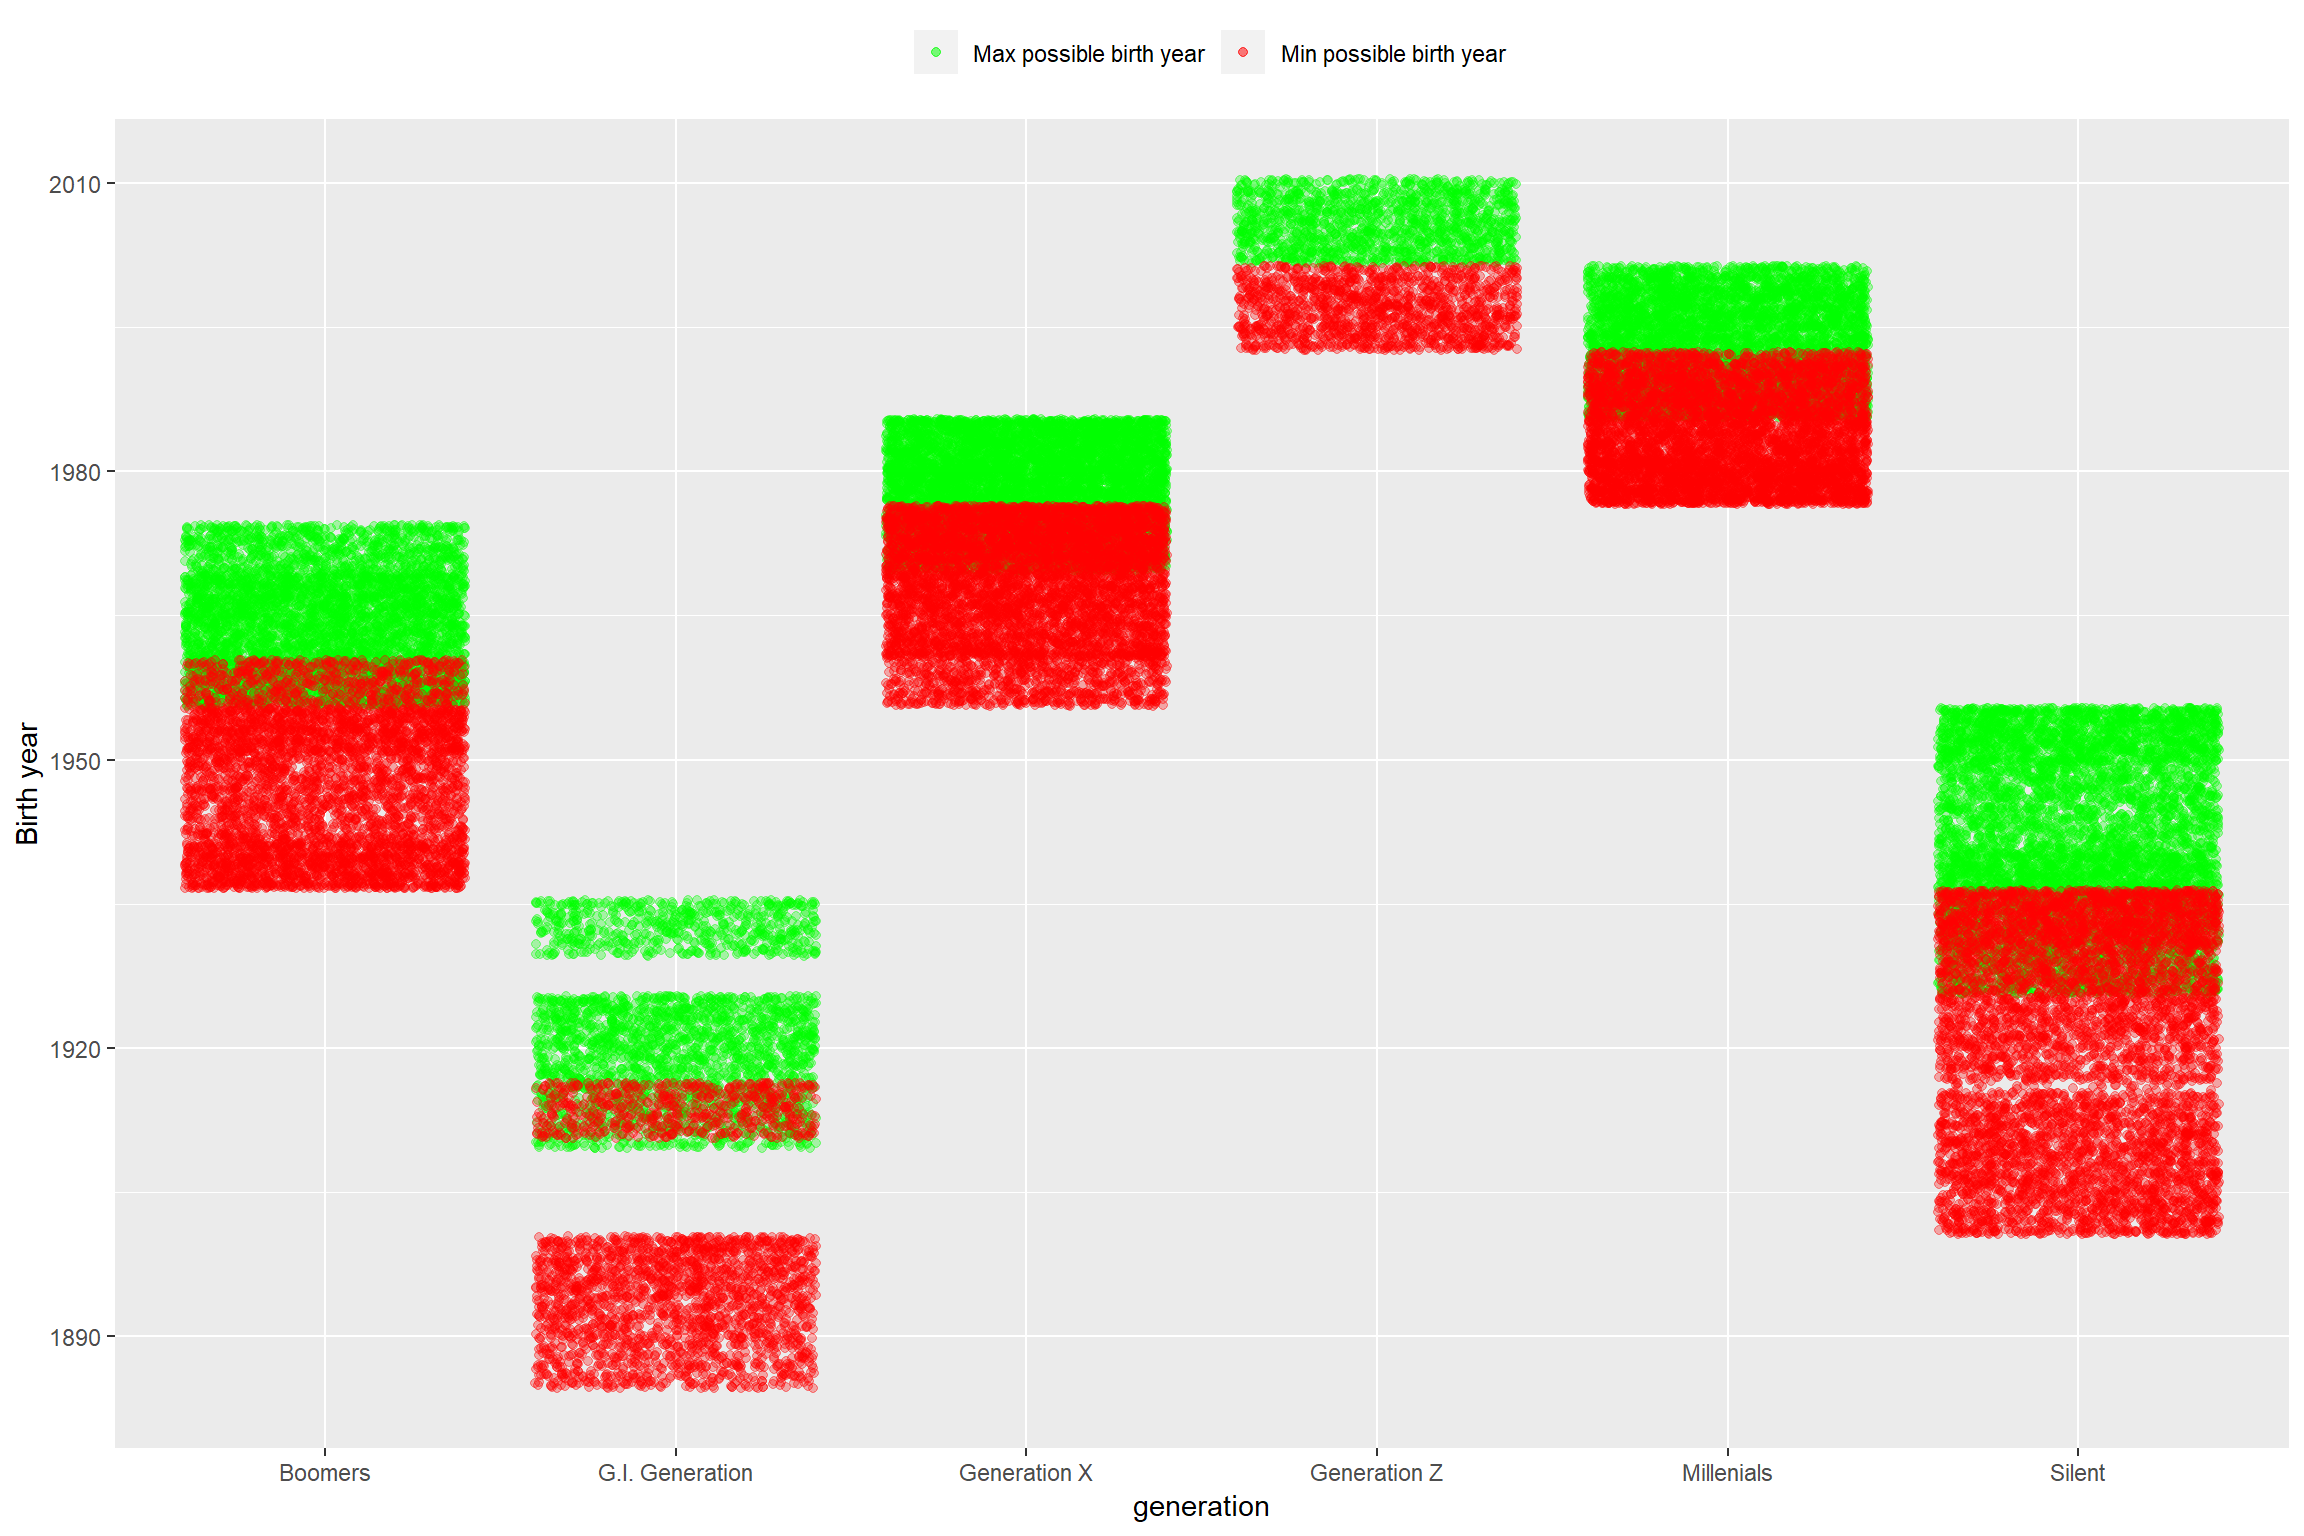 Max possible birth year Min possible birth year
2010
1980
1950
1920
1890
Birth year
Boomers G.I. Generation Generation X Generation Z Millenials Silent
generation